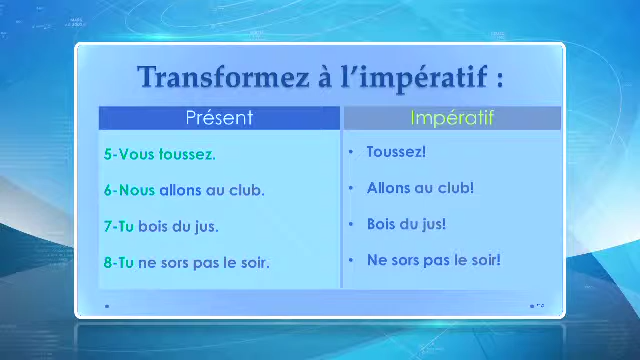 Transformez à l'impératif :
Présent
Impératif
5-Vous toussez.
• Toussez!
6-Nous allons au club.
• Allons au club!
7-Tu bois du jus.
• Bois du jus!
8-Tu ne sors pas le soir.
• Ne sors pas le soir!